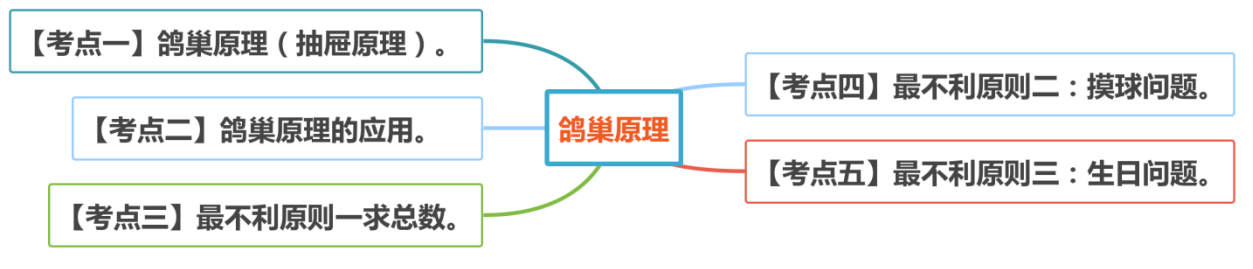 【考点一】鸽巢原理（抽屉原理）。
【考点二】鸽巢原理的应用。
【考点三】最不利原则一求总数。
鸽巢原理
【考点四】最不利原则二：摸球问题。
【考点五】最不利原则三：生日问题。